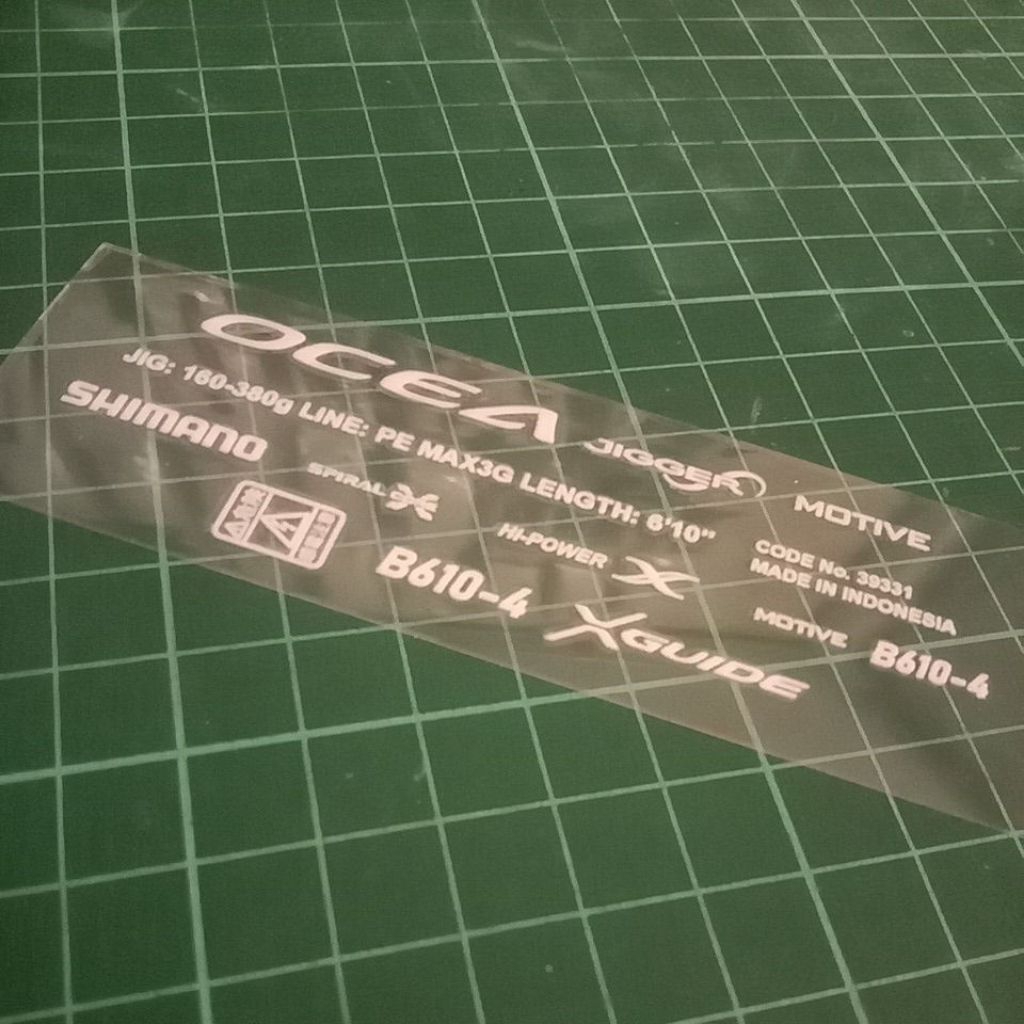 OCEA JIGGER MOTIVE
JIG: 160-380g LINE: PE MAX3G LENGTH: 6'10"
CODE No. 39331
MADE IN INDONESIA
SHIMANO SPIRAL X HI-POWER X MOTIVE B610-4
B610-4 XGUIDE